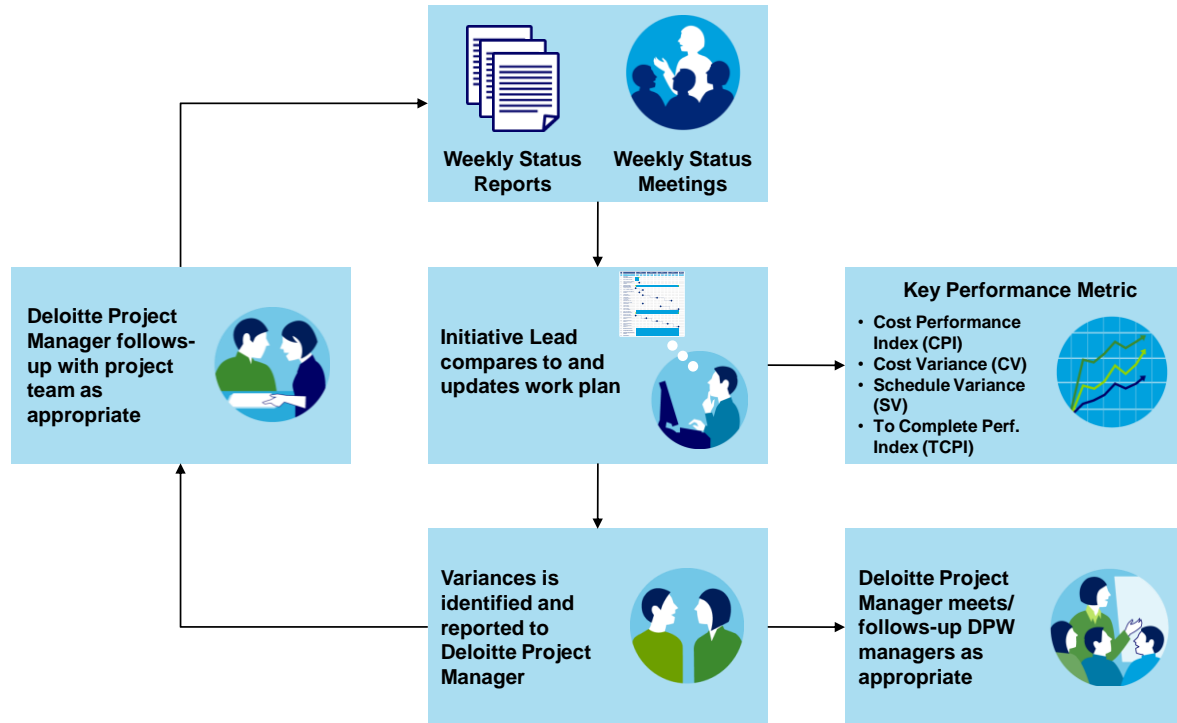 Weekly Status
Reports
Weekly Status
Meetings
Deloitte Project
Manager follows-
up with project
team as
appropriate
Initiative Lead
compares to and
updates work plan
Key Performance Metric
• Cost Performance
Index (CPI)
• Cost Variance (CV)
• Schedule Variance
(SV)
• To Complete Perf.
Index (TCPI)
Variances is
identified and
reported to
Deloitte Project
Manager
Deloitte Project
Manager meets/
follows-up DPW
managers as
appropriate